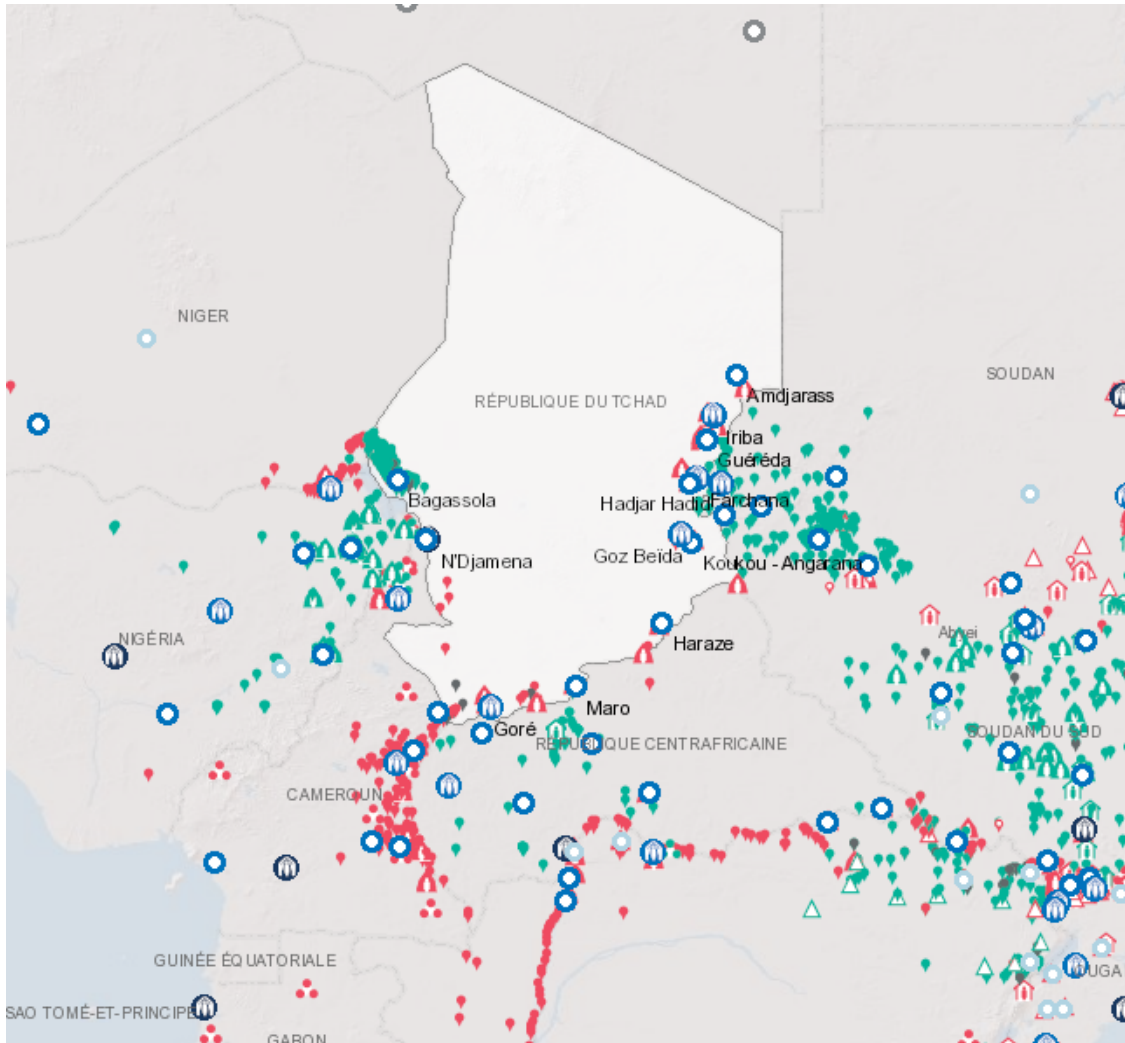 NIGER
SOUDAN
RÉPUBLIQUE DU TCHAD
Amdjarass
Iriba
Guéréda
Bagassola
Hadjar Hadid
Farchana
N'Djamena
Goz Beïda
Koukou - Angarana
NIGÉRIA
Haraze
Abyei
Maro
Goré
RÉPUBLIQUE CENTRAFRICAINE
SOUDAN DU SUD
CAMEROUN
GUINÉE ÉQUATORIALE
OUGA
SAO TOMÉ-ET-PRINCIPE
GABON